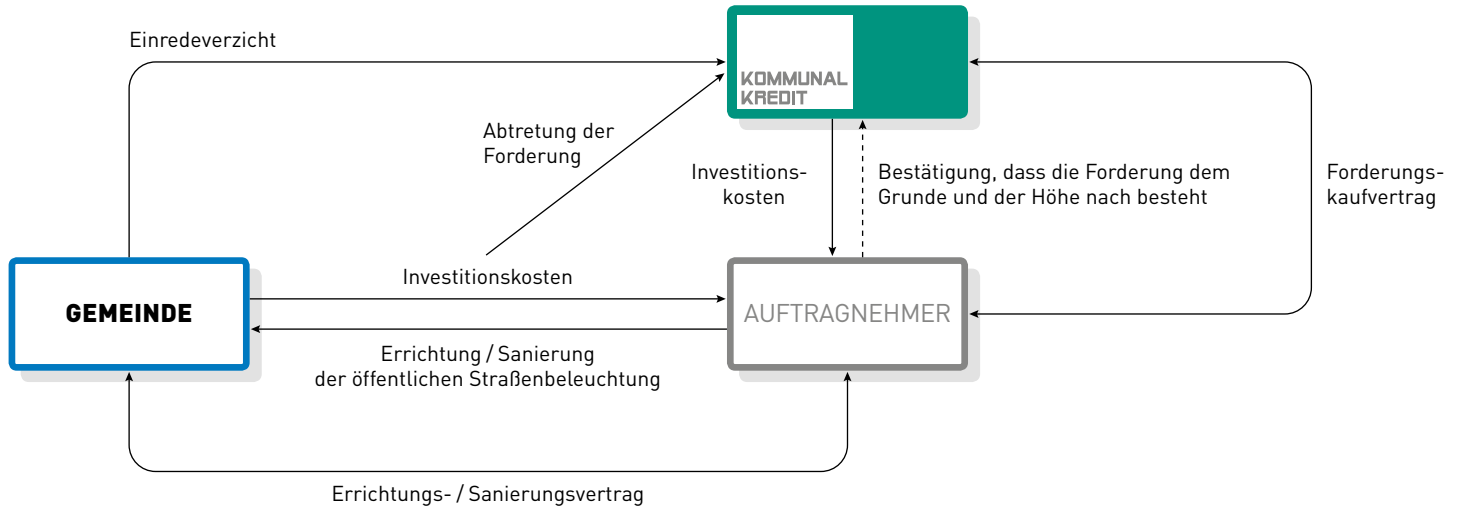 Einredeverzicht
KOMMUNAL
KREDIT
Abtretung der
Forderung
Investitions-
kosten
Bestätigung, dass die Forderung dem
Grunde und der Höhe nach besteht
Forderungs-
kaufvertrag
Investitionskosten
GEMEINDE
AUFTRAGNEHMER
Errichtung / Sanierung
der öffentlichen Straßenbeleuchtung
Errichtungs- / Sanierungsvertrag